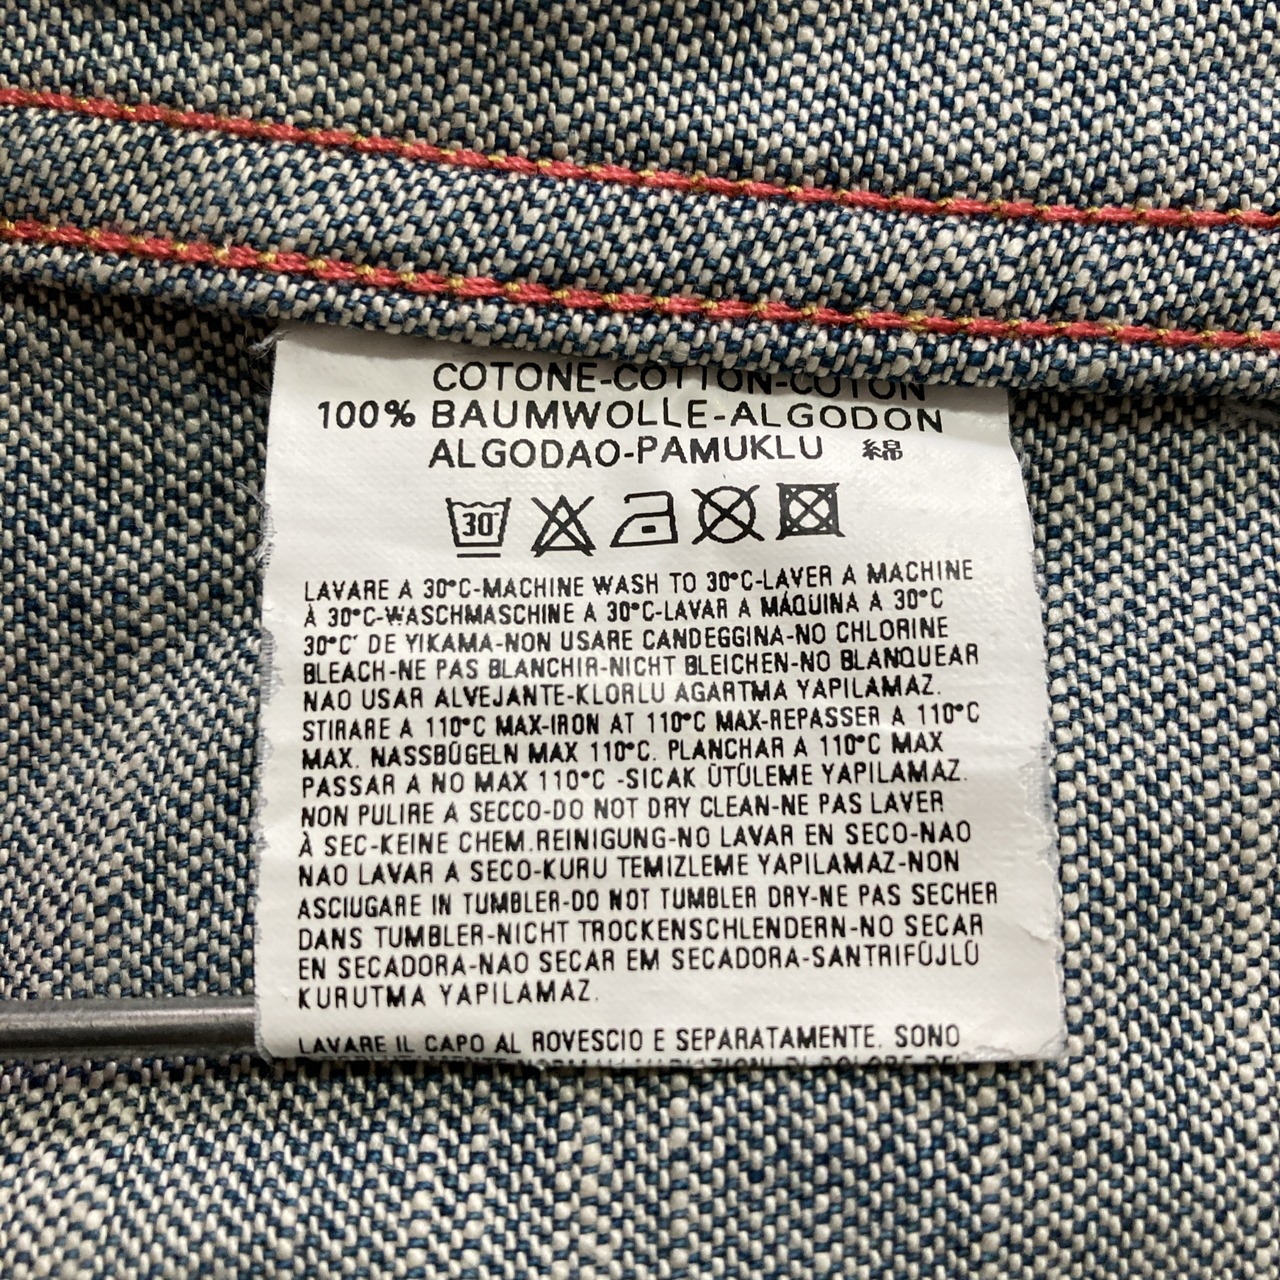 COTONE-COTTON-COTON
100% BAUMWOLLE-ALGODON
ALGODAO-PAMUKLU 綿
30°
LAVARE A 30°C-MACHINE WASH TO 30°C-LAVER A MACHINE
À 30°C-WASCHMASCHINE A 30°C-LAVAR A MÁQUINA A 30°C
30°C' DE YIKAMA-NON USARE CANDEGGINA-NO CHLORINE
BLEACH-NE PAS BLANCHIR-NICHT BLEICHEN-NO BLANQUEAR
NAO USAR ALVEJANTE-KLORLU AGARTMA YAPILAMAZ.
STIRARE A 110°C MAX-IRON AT 110°C MAX-REPASSER A 110°C
MAX. NASSBÜGELN MAX 110°C. PLANCHAR A 110°C MAX
PASSAR A NO MAX 110°C -SICAK ÜTÜLEME YAPILAMAZ.
NON PULIRE A SECCO-DO NOT DRY CLEAN-NE PAS LAVER
À SEC-KEINE CHEM.REINIGUNG-NO LAVAR EN SECO-NAO
NAO LAVAR A SECO-KURU TEMIZLEME YAPILAMAZ-NON
ASCIUGARE IN TUMBLER-DO NOT TUMBLER DRY-NE PAS SECHER
DANS TUMBLER-NICHT TROCKENSCHLENDERN-NO SECAR
EN SECADORA-NAO SECAR EM SECADORA-SANTRIFÜJLÜ
KURUTMA YAPILAMAZ.
LAVARE IL CAPO AL ROVESCIO E SEPARATAMENTE. SONO